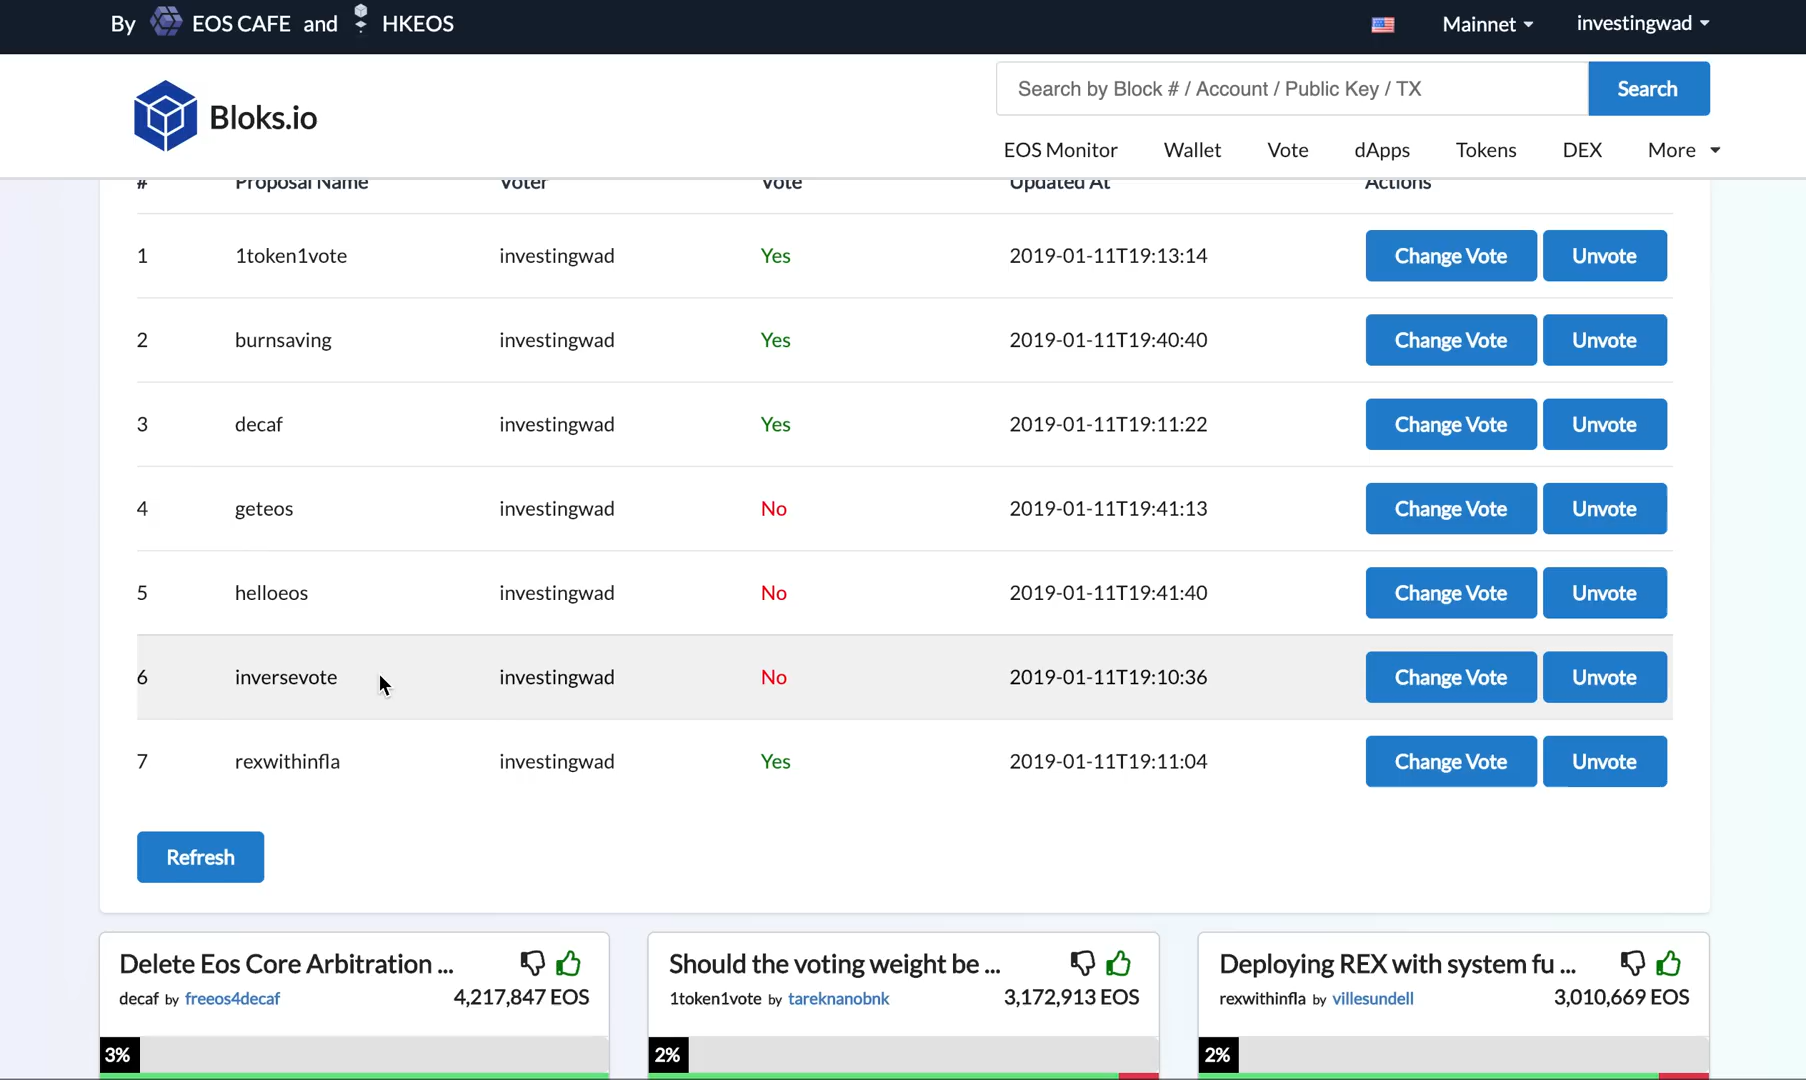 By EOS CAFE and HKEOS
Mainnet
investingwad
Bloks.io
Search by Block # / Account / Public Key / TX
Search
EOS Monitor Wallet Vote dApps Tokens DEX More
# Proposal Name Voter Vote Updated At Actions
1 1token1vote investingwad Yes 2019-01-11T19:13:14 Change Vote Unvote
2 burnsaving investingwad Yes 2019-01-11T19:40:40 Change Vote Unvote
3 decaf investingwad Yes 2019-01-11T19:11:22 Change Vote Unvote
4 geteos investingwad No 2019-01-11T19:41:13 Change Vote Unvote
5 helloeos investingwad No 2019-01-11T19:41:40 Change Vote Unvote
6 inversevote investingwad No 2019-01-11T19:10:36 Change Vote Unvote
7 rexwithinfla investingwad Yes 2019-01-11T19:11:04 Change Vote Unvote
Refresh
Delete Eos Core Arbitration ...
decaf by freeos4decaf 4,217,847 EOS
3%
Should the voting weight be ...
1token1vote by tareknanobnk 3,172,913 EOS
2%
Deploying REX with system fu ...
rexwithinfla by villesundell 3,010,669 EOS
2%